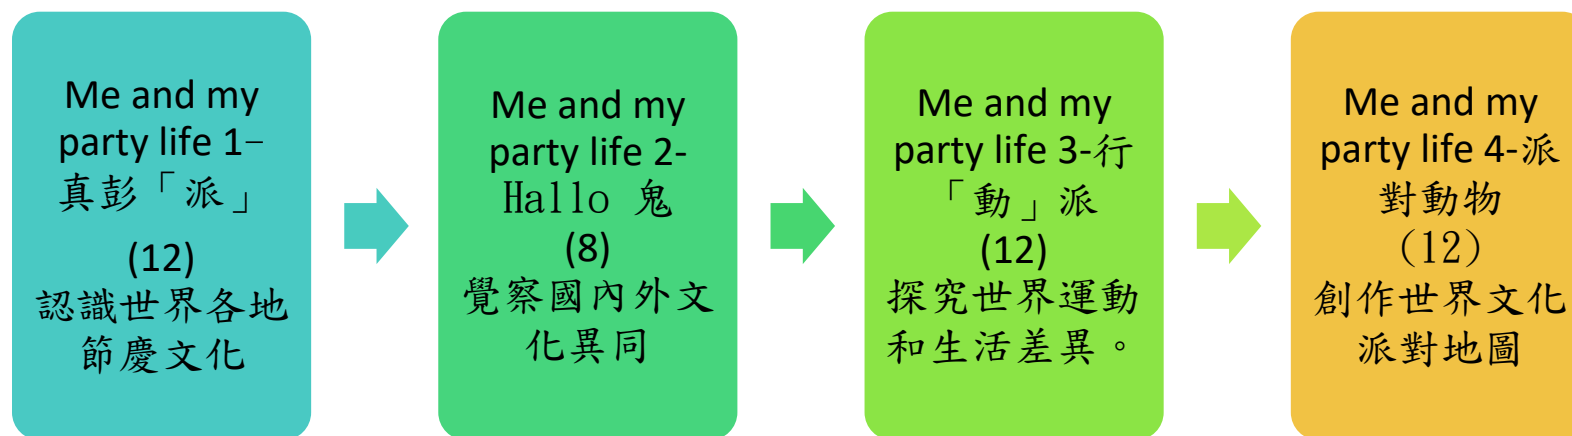 Me and my
party life 1–
真彭「派」
(12)
認識世界各地
節慶文化
Me and my
party life 2-
Hallo 鬼
(8)
覺察國內外文
化異同
Me and my
party life 3-行
「動」派
(12)
探究世界運動
和生活差異。
Me and my
party life 4-派
對動物
(12)
創作世界文化
派對地圖